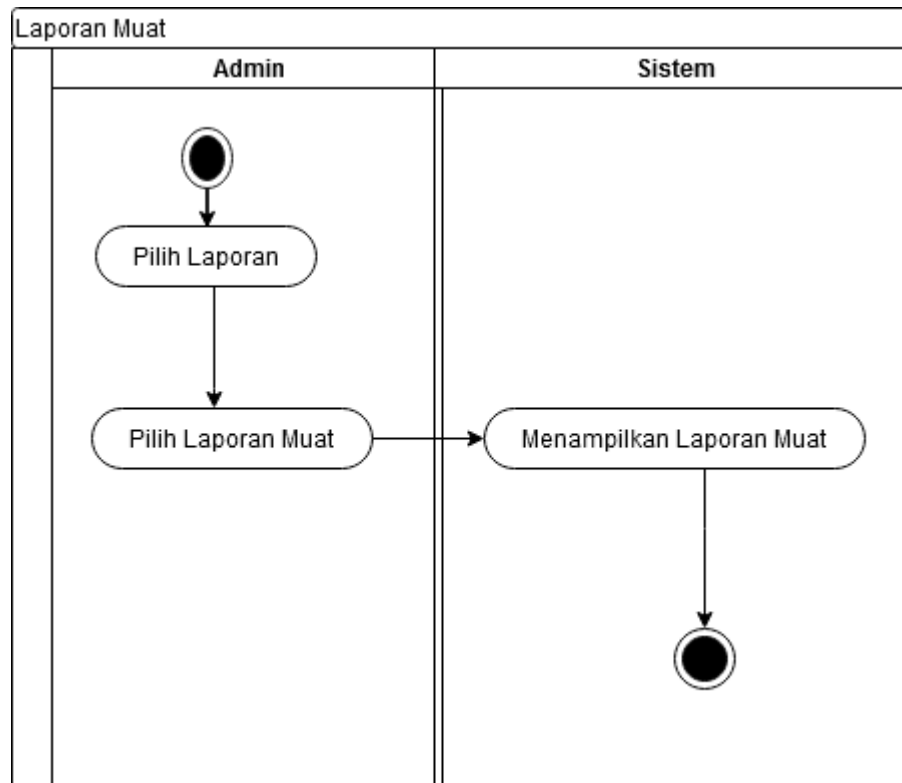 Laporan Muat
Admin
Sistem
Pilih Laporan
Pilih Laporan Muat
Menampilkan Laporan Muat